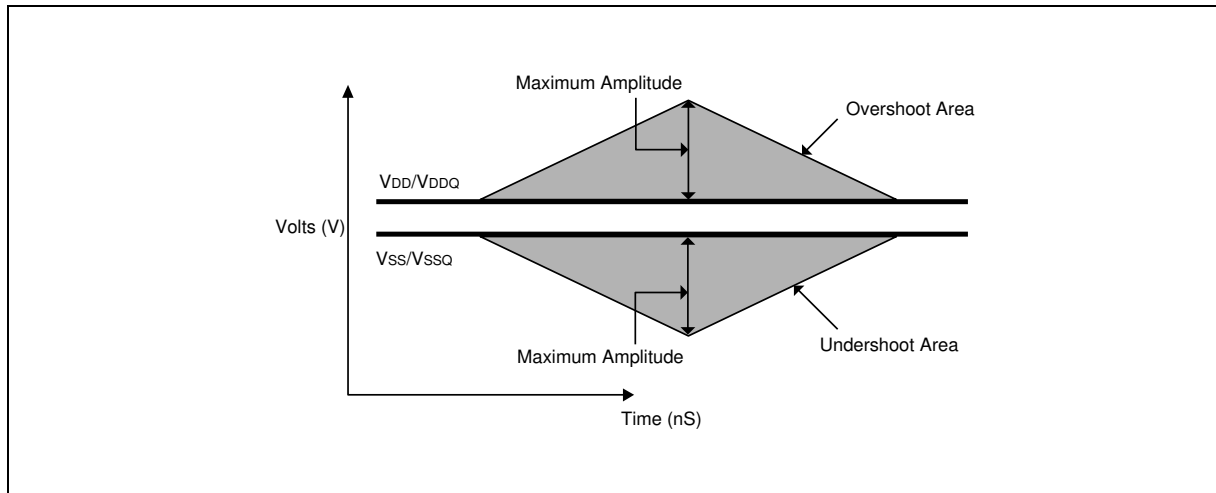 Maximum Amplitude
Overshoot Area
VDD/VDDQ
Volts (V)
VSS/VSSQ
Undershoot Area
Maximum Amplitude
Time (nS)